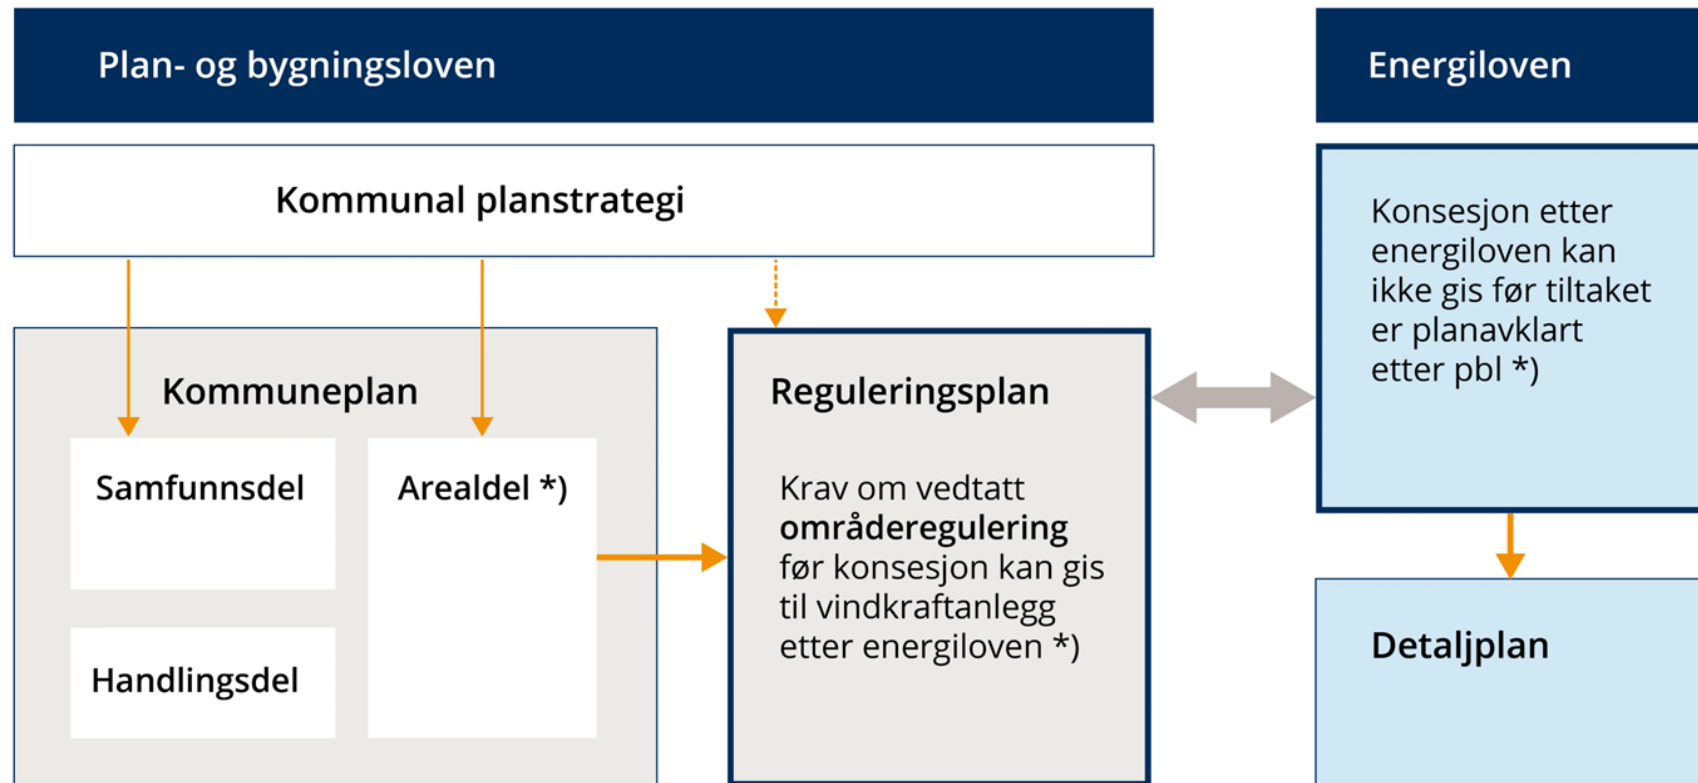 Plan- og bygningsloven
Energiloven
Kommunal planstrategi
Konsesjon etter
energiloven kan
ikke gis før tiltaket
er planavklart
etter pbl *)
Kommuneplan
Samfunnsdel
Arealdel *)
Handlingsdel
Reguleringsplan
Krav om vedtatt
områderegulering
før konsesjon kan gis
til vindkraftanlegg
etter energiloven *)
Detaljplan